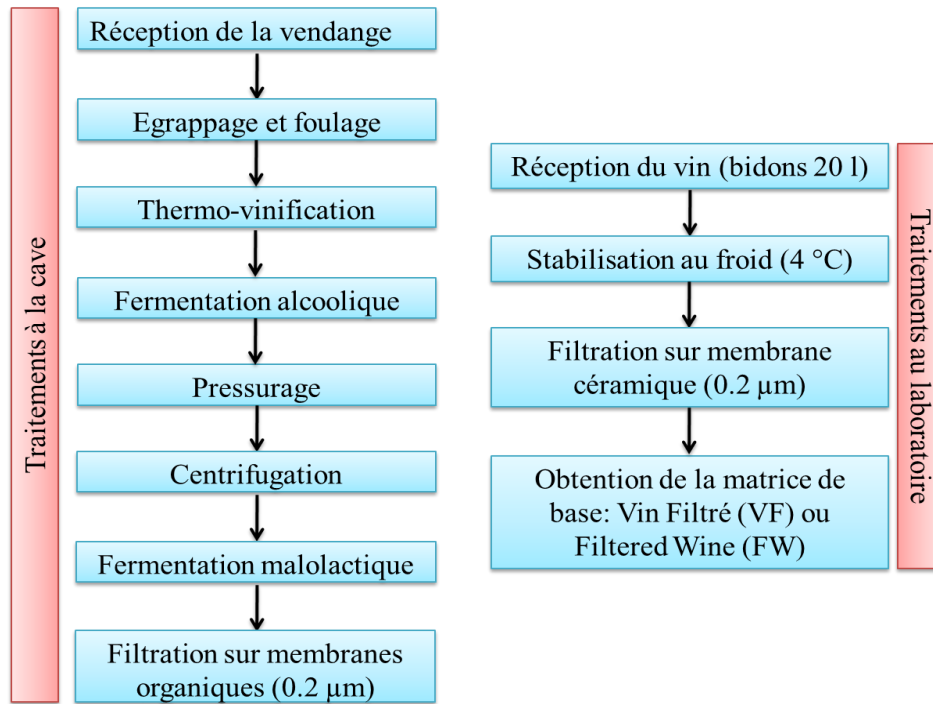 Traitements à la cave
Réception de la vendange
Egrappage et foulage
Thermo-vinification
Fermentation alcoolique
Pressurage
Centrifugation
Fermentation malolactique
Filtration sur membranes
organiques (0.2 µm)
Réception du vin (bidons 20 l)
Stabilisation au froid (4 °C)
Filtration sur membrane
céramique (0.2 µm)
Obtention de la matrice de
base: Vin Filtré (VF) ou
Filtered Wine (FW)
Traitements au laboratoire